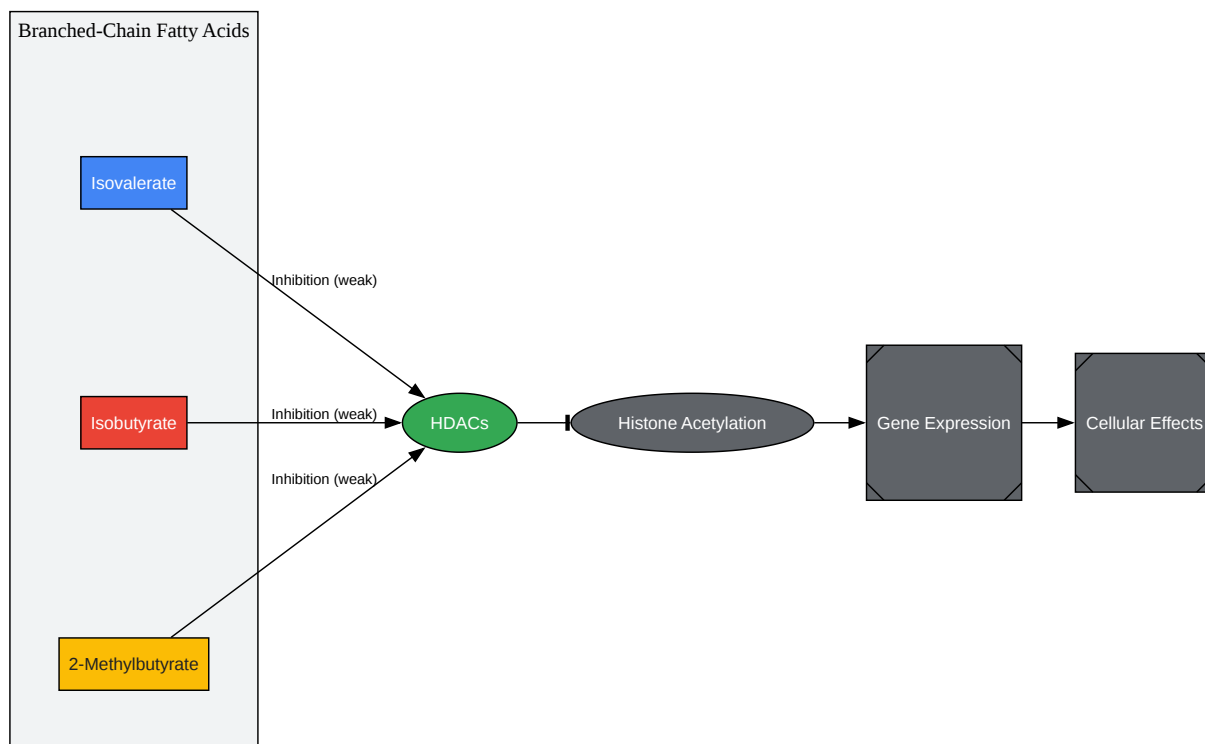 Branched-Chain Fatty Acids
Isovalerate
Inhibition (weak)
Isobutyrate
Inhibition (weak)
HDACs
Histone Acetylation
Gene Expression
Cellular Effects
Inhibition (weak)
2-Methylbutyrate